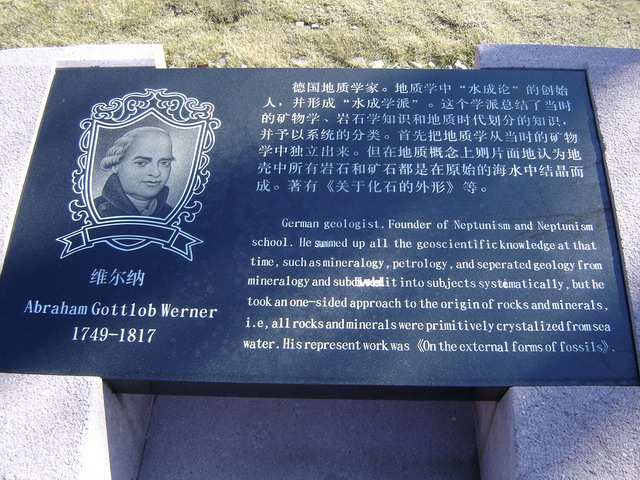 德国地质学家。地质学中“水成论”的创始
人，并形成“水成学派”。这个学派总结了当时
的矿物学、岩石学知识和地质时代划分的知识，
并予以系统的分类。首先把地质学从当时的矿物
学中独立出来。但在地质概念上则片面地认为地
壳中所有岩石和矿石都是在原始的海水中结晶而
成。著有《关于化石的外形》等。
维尔纳
Abraham Gottlob Werner
1749-1817
German geologist. Founder of Neptunism and Neptunism
school. He summed up all the geoscientific knowledge at that
time, such as mineralogy, petrology, and seperated geology from
mineralogy and subdivided it into subjects systematically, but he
took an one-sided approach to the origin of rocks and minerals,
i.e, all rocks and minerals were primitively crystalized from sea
water. His represent work was 《On the external forms of fossils》.